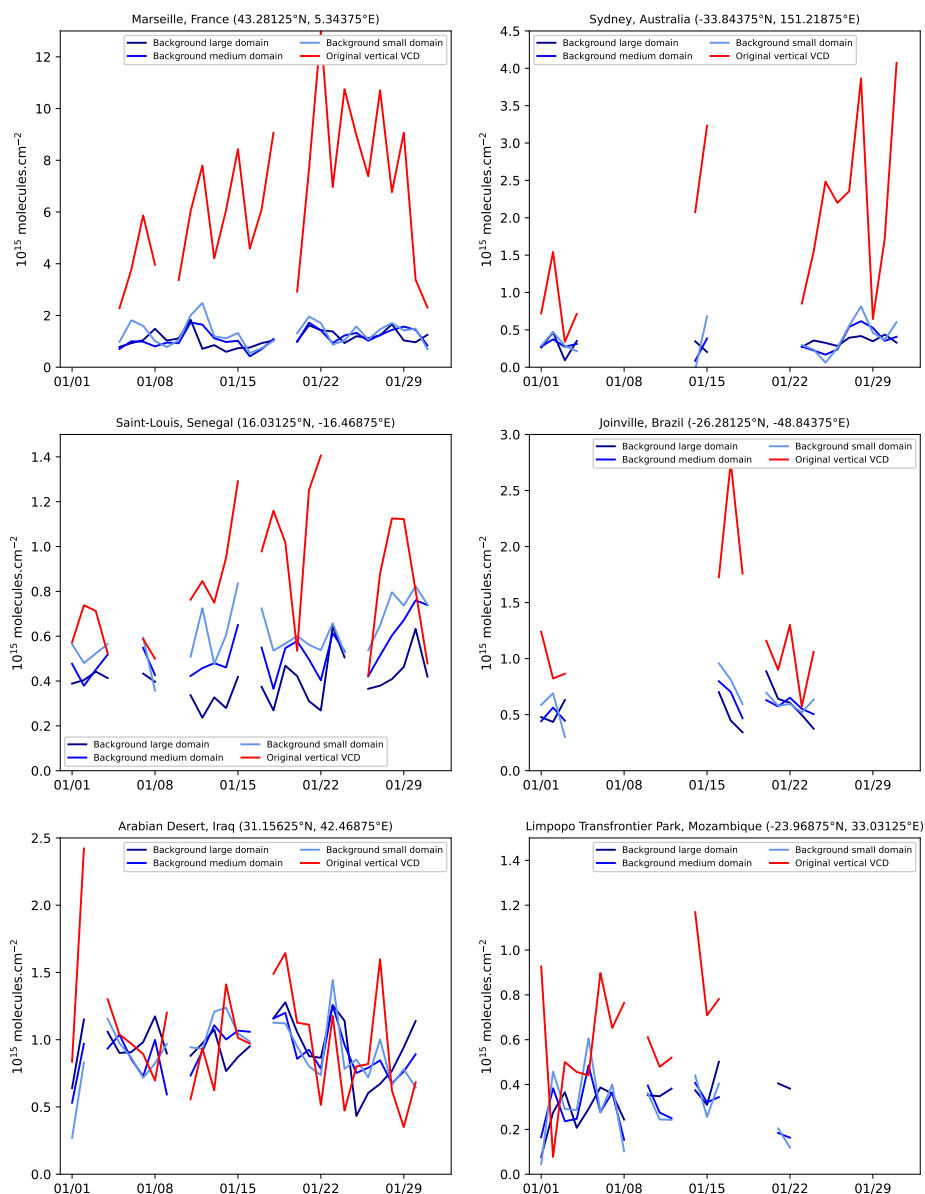 Marseille, France (43.28125°N, 5.34375°E)
Background large domain
Background medium domain
Background small domain
Original vertical VCD
10¹⁵ molecules.cm⁻²
12
10
8
6
4
2
0
01/01 01/08 01/15 01/22 01/29
Sydney, Australia (-33.84375°N, 151.21875°E)
Background large domain
Background medium domain
Background small domain
Original vertical VCD
10¹⁵ molecules.cm⁻²
4.5
4.0
3.5
3.0
2.5
2.0
1.5
1.0
0.5
0.0
01/01 01/08 01/15 01/22 01/29
Saint-Louis, Senegal (16.03125°N, -16.46875°E)
10¹⁵ molecules.cm⁻²
1.4
1.2
1.0
0.8
0.6
0.4
0.2
0.0
Background large domain
Background medium domain
Background small domain
Original vertical VCD
01/01 01/08 01/15 01/22 01/29
Joinville, Brazil (-26.28125°N, -48.84375°E)
Background large domain
Background medium domain
Background small domain
Original vertical VCD
10¹⁵ molecules.cm⁻²
3.0
2.5
2.0
1.5
1.0
0.5
0.0
01/01 01/08 01/15 01/22 01/29
Arabian Desert, Iraq (31.15625°N, 42.46875°E)
Background large domain
Background medium domain
Background small domain
Original vertical VCD
10¹⁵ molecules.cm⁻²
2.5
2.0
1.5
1.0
0.5
0.0
01/01 01/08 01/15 01/22 01/29
Limpopo Transfrontier Park, Mozambique (-23.96875°N, 33.03125°E)
Background large domain
Background medium domain
Background small domain
Original vertical VCD
10¹⁵ molecules.cm⁻²
1.4
1.2
1.0
0.8
0.6
0.4
0.2
0.0
01/01 01/08 01/15 01/22 01/29